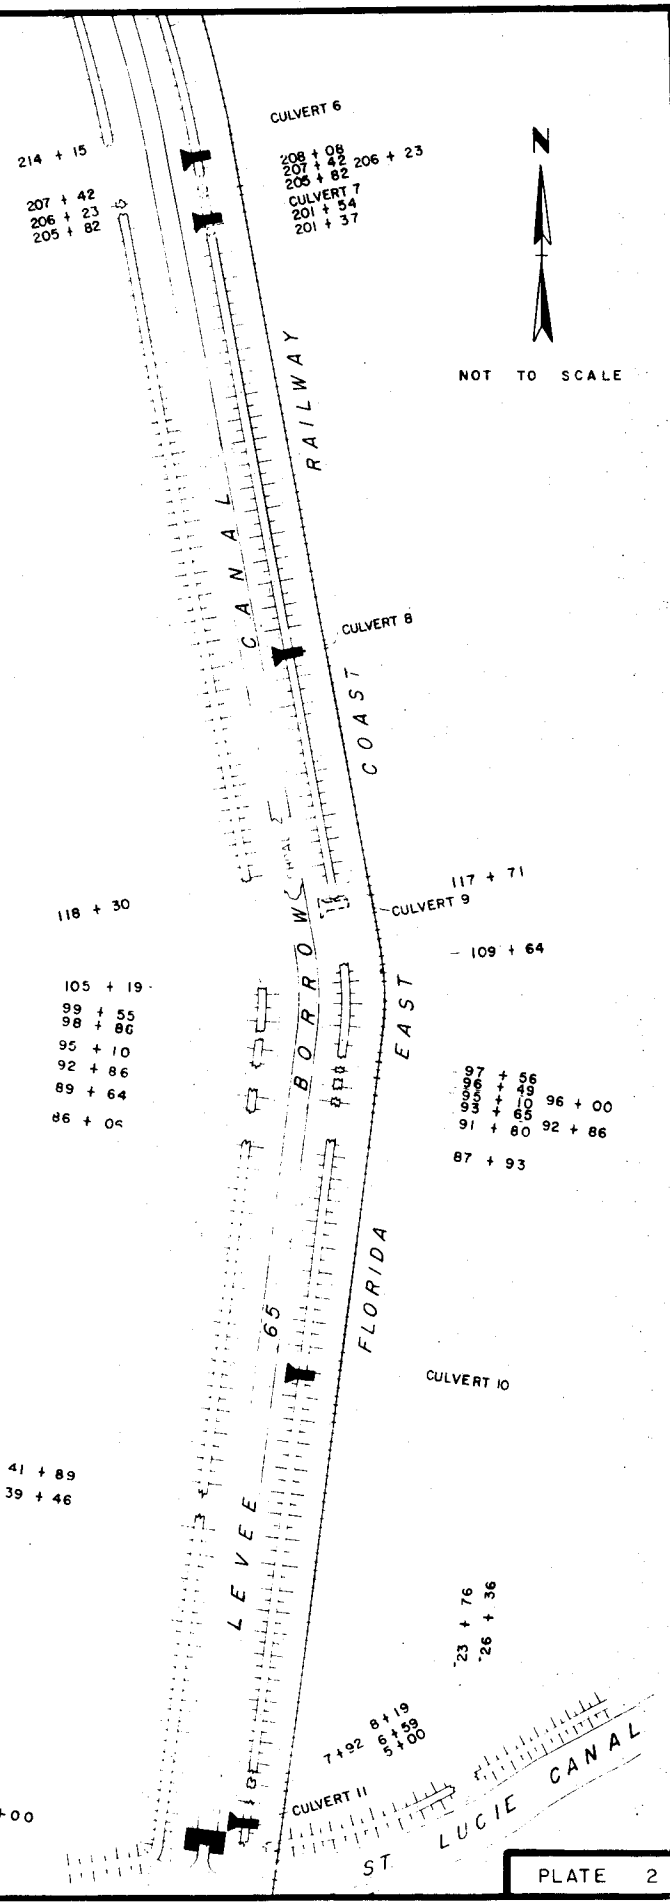 CULVERT 6
N
214 + 15
208 + 08
207 + 42 206 + 23
205 + 82
CULVERT 7
201 + 54
201 + 37
207 + 42
206 + 23
205 + 82
NOT TO SCALE
RAILWAY
CANAL
CULVERT 8
COAST
117 + 71
CULVERT 9
118 + 30
BORROW
109 + 64
105 + 19
99 + 55
98 + 86
95 + 10
92 + 86
89 + 64
EAST
97 + 56
96 + 49
95 + 10 96 + 00
93 + 65
91 + 80 92 + 86
87 + 93
FLORIDA
65
CULVERT 10
41 + 89
39 + 46
LEVEE
23 + 76
26 + 36
8+19
7+92 6+59
5+00
CULVERT 11
+00
ST. LUCIE CANAL
PLATE 2